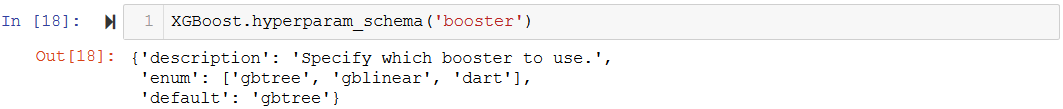 In [18]: 1 XGBoost.hyperparam_schema('booster')
Out[18]: {'description': 'Specify which booster to use.',
'enum': ['gbtree', 'gblinear', 'dart'],
'default': 'gbtree'}